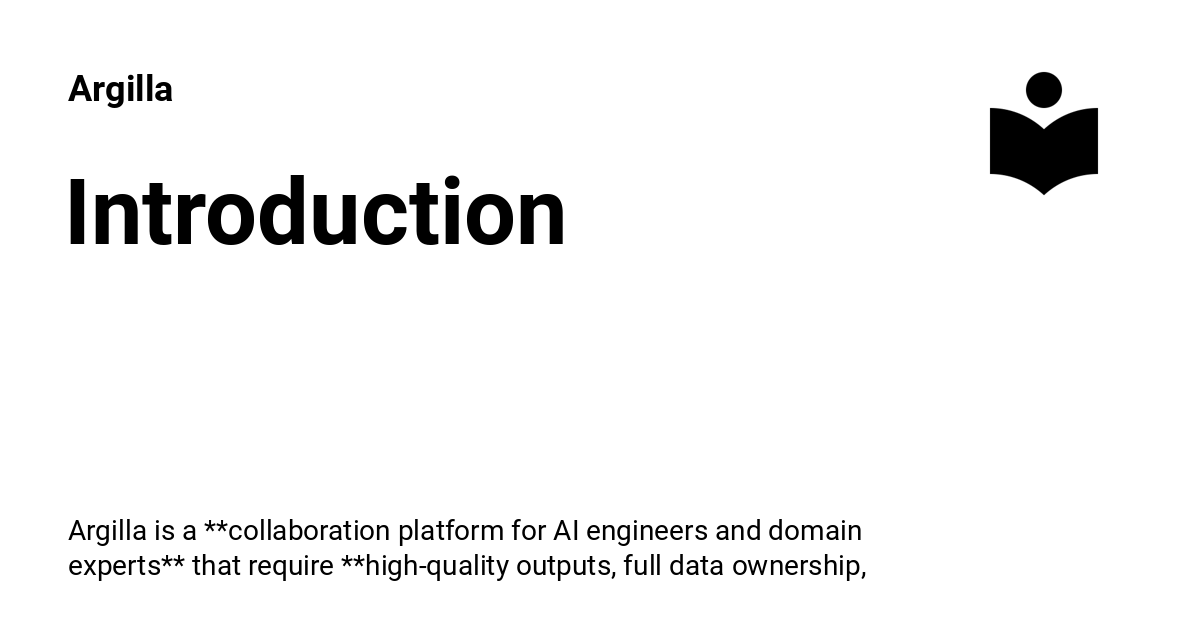 Argilla
Introduction
Argilla is a **collaboration platform for AI engineers and domain
experts** that require **high-quality outputs, full data ownership,